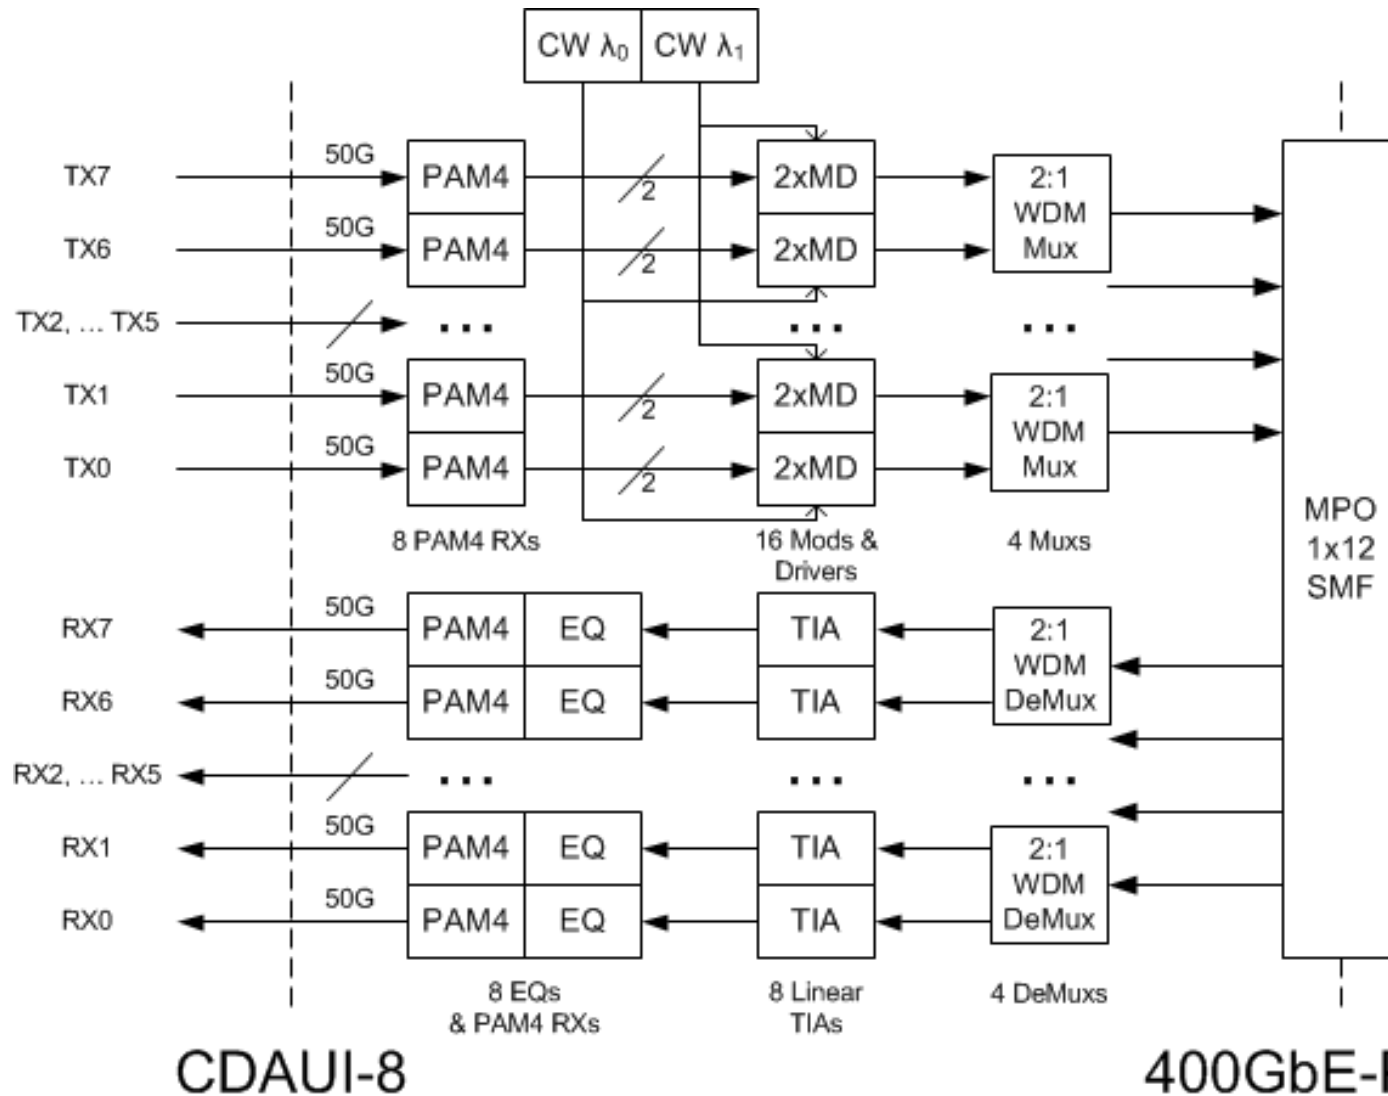 CW λ0 CW λ1
TX7 50G PAM4 2 2xMD 2:1
WDM
Mux
TX6 50G PAM4 2 2xMD
TX2, ... TX5 ... ... ...
TX1 50G PAM4 2 2xMD 2:1
WDM
Mux
TX0 50G PAM4 2 2xMD
8 PAM4 RXs 16 Mods &
Drivers
4 Muxs
MPO
1x12
SMF
RX7 50G PAM4 EQ TIA 2:1
WDM
DeMux
RX6 50G PAM4 EQ TIA
RX2, ... RX5 ... ... ...
RX1 50G PAM4 EQ TIA 2:1
WDM
DeMux
RX0 50G PAM4 EQ TIA
8 EQs
& PAM4 RXs
8 Linear
TIAs
4 DeMuxs
CDAUI-8 400GbE-